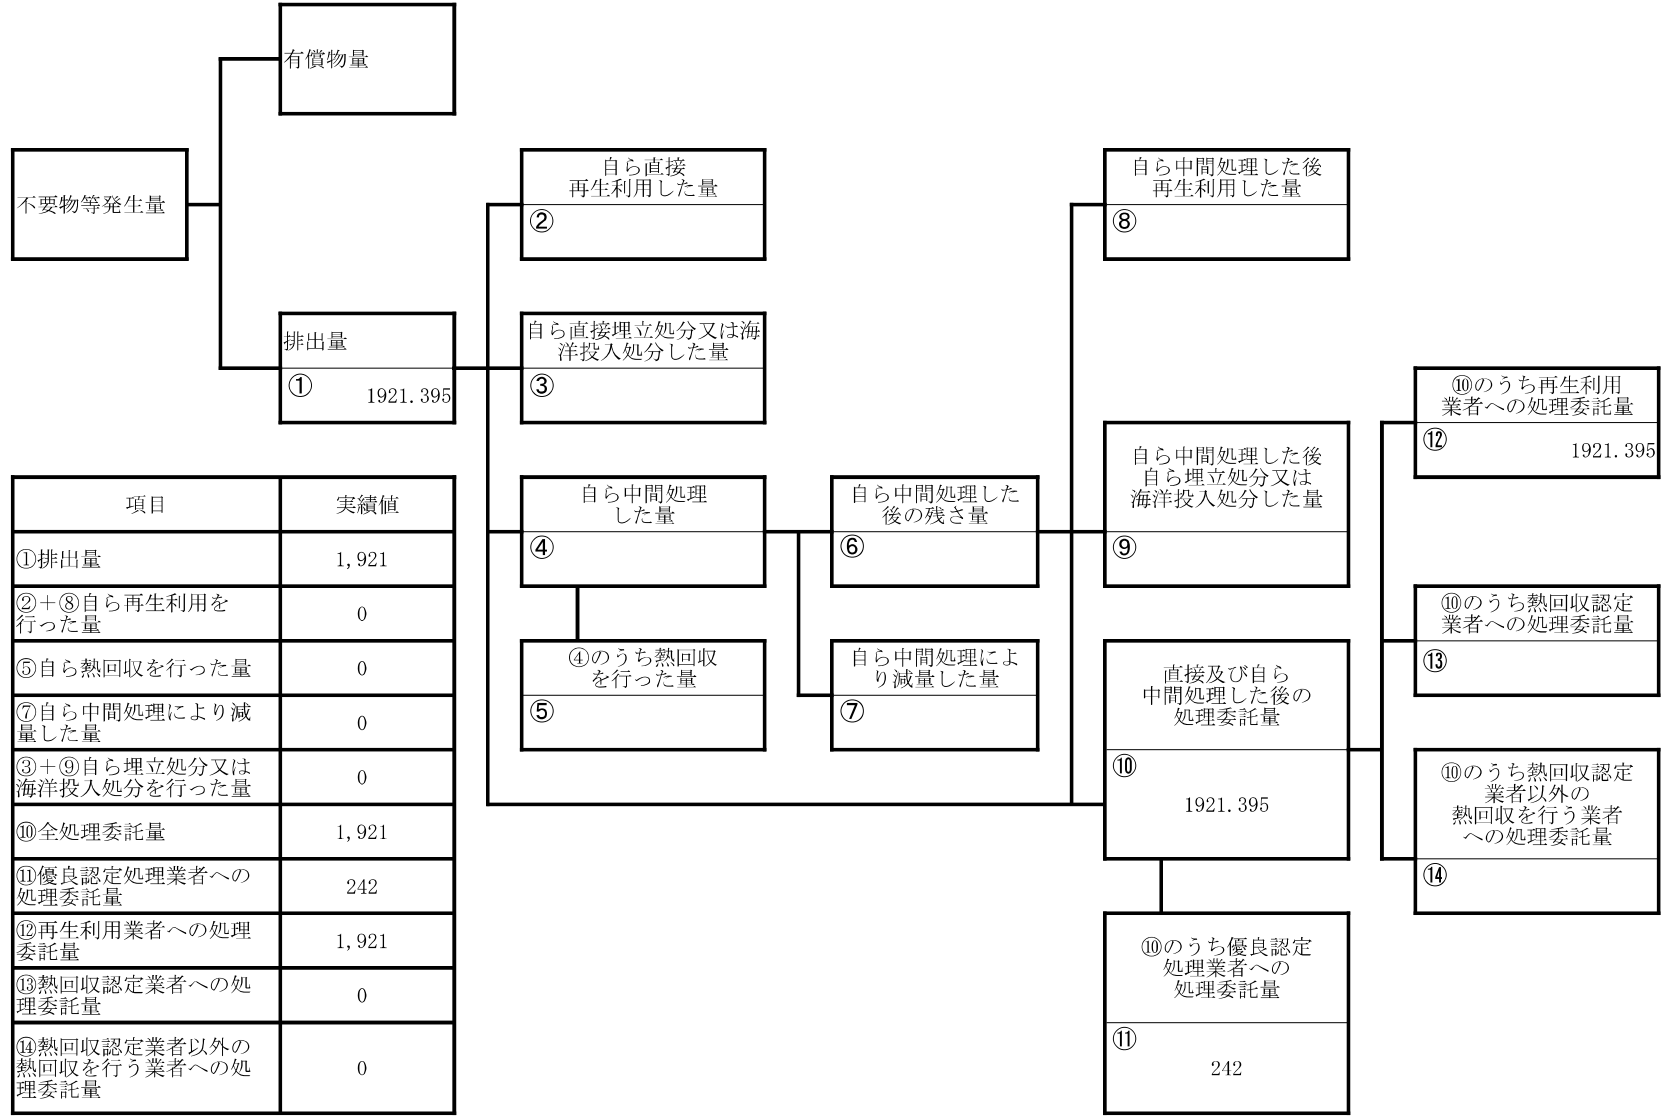 有償物量
不要物等発生量
自ら直接
再生利用した量
②
自ら中間処理した後
再生利用した量
⑧
排出量
①
1921.395
自ら直接埋立処分又は海
洋投入処分した量
③
⑩のうち再生利用
業者への処理委託量
⑫
1921.395
自ら中間処理
した量
④
自ら中間処理した
後の残さ量
⑥
自ら中間処理した後
自ら埋立処分又は
海洋投入処分した量
⑨
④のうち熱回収
を行った量
⑤
自ら中間処理によ
り減量した量
⑦
直接及び自ら
中間処理した後の
処理委託量
⑩
1921.395
⑩のうち熱回収認定
業者への処理委託量
⑬
⑩のうち熱回収認定
業者以外の
熱回収を行う業者
への処理委託量
⑭
⑩のうち優良認定
処理業者への
処理委託量
⑪
242
項目 実績値
①排出量 1,921
②＋⑧自ら再生利用を
行った量 0
⑤自ら熱回収を行った量 0
⑦自ら中間処理により減
量した量 0
③＋⑨自ら埋立処分又は
海洋投入処分を行った量 0
⑩全処理委託量 1,921
⑪優良認定処理業者への
処理委託量 242
⑫再生利用業者への処理
委託量 1,921
⑬熱回収認定業者への処
理委託量 0
⑭熱回収認定業者以外の
熱回収を行う業者への処
理委託量 0